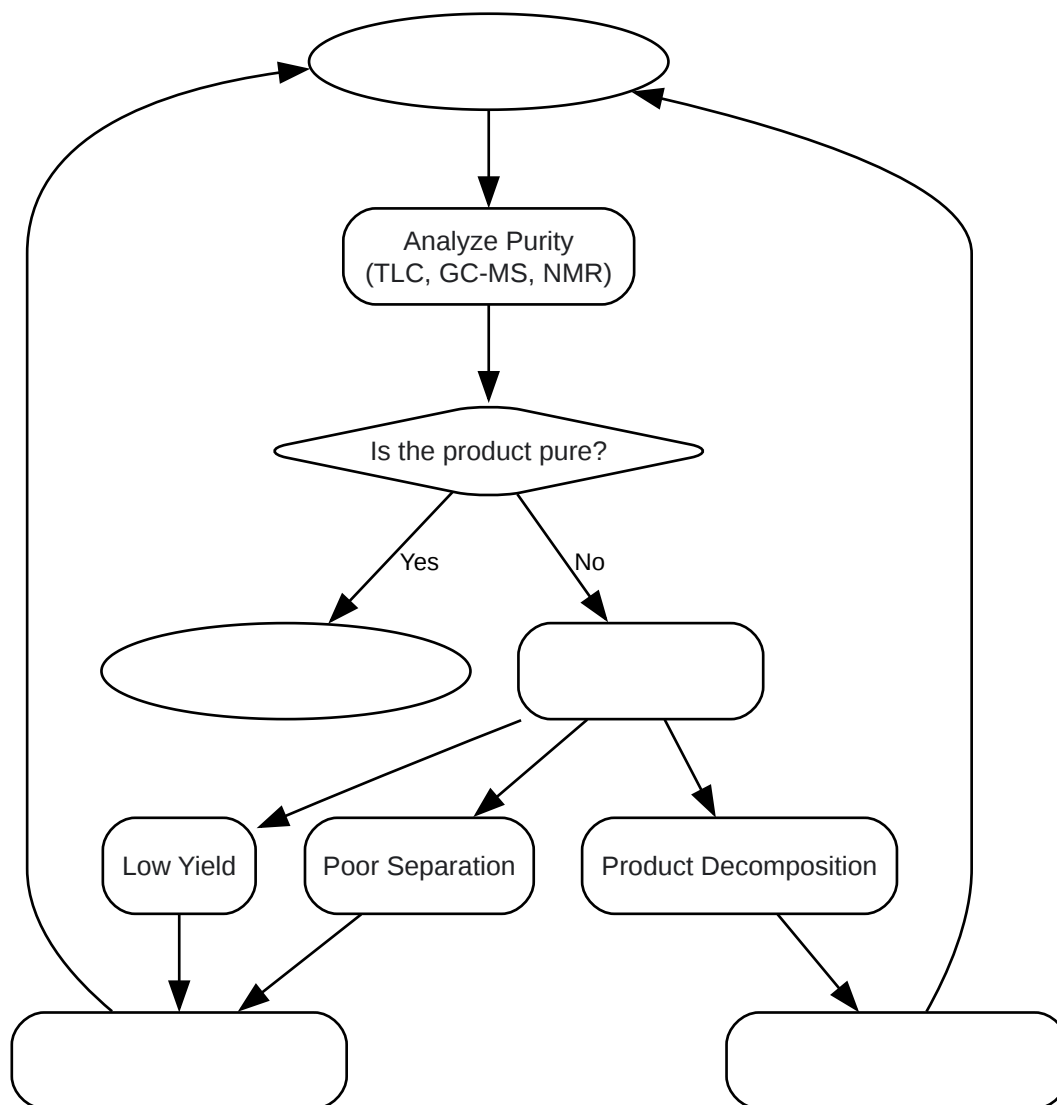 Analyze Purity
(TLC, GC-MS, NMR)
Is the product pure?
Yes
No
Low Yield
Poor Separation
Product Decomposition